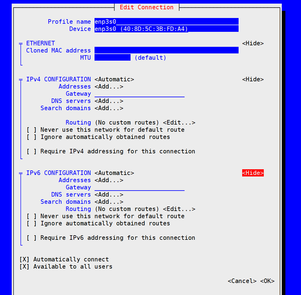 Edit Connection
Profile name enp3s0
Device enp3s0 (40:8D:5C:3B:FD:A4)
ETHERNET <Hide>
Cloned MAC address
MTU (default)
IPv4 CONFIGURATION <Automatic> <Hide>
Addresses <Add...>
Gateway
DNS servers <Add...>
Search domains <Add...>
Routing (No custom routes) <Edit...>
[ ] Never use this network for default route
[ ] Ignore automatically obtained routes
[ ] Require IPv4 addressing for this connection
IPv6 CONFIGURATION <Automatic> <Hide>
Addresses <Add...>
Gateway
DNS servers <Add...>
Search domains <Add...>
Routing (No custom routes) <Edit...>
[ ] Never use this network for default route
[ ] Ignore automatically obtained routes
[ ] Require IPv6 addressing for this connection
[X] Automatically connect
[X] Available to all users
<Cancel> <OK>